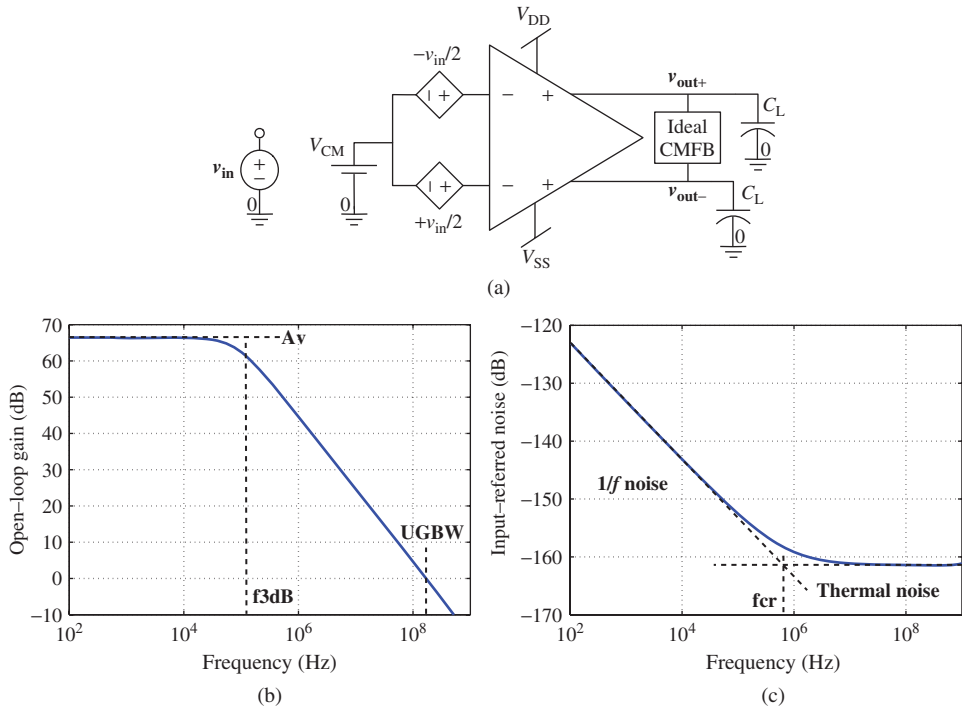 V_DD
−v_in/2
v_out+
C_L
− +
0
Ideal
CMFB
V_CM
v_in
+
−
0
0
− +
v_out−
C_L
0
+v_in/2
V_SS
(a)
70
60
50
40
30
20
10
0
−10
Open–loop gain (dB)
Av
UGBW
f3dB
10^2 10^4 10^6 10^8
Frequency (Hz)
(b)
−120
−130
−140
−150
−160
−170
Input–referred noise (dB)
1/f noise
Thermal noise
fcr
10^2 10^4 10^6 10^8
Frequency (Hz)
(c)